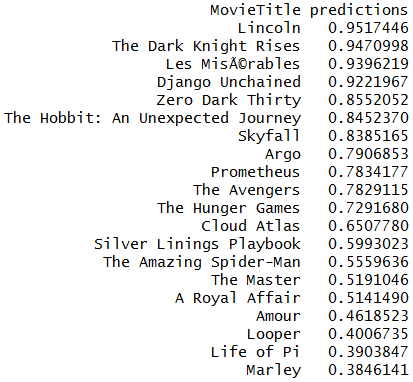 MovieTitle predictions
Lincoln 0.9517446
The Dark Knight Rises 0.9470998
Les MisÃ©rables 0.9396219
Django Unchained 0.9221967
Zero Dark Thirty 0.8552052
The Hobbit: An Unexpected Journey 0.8452370
Skyfall 0.8385165
Argo 0.7906853
Prometheus 0.7834177
The Avengers 0.7829115
The Hunger Games 0.7291680
Cloud Atlas 0.6507780
Silver Linings Playbook 0.5993023
The Amazing Spider-Man 0.5559636
The Master 0.5191046
A Royal Affair 0.5141490
Amour 0.4618523
Looper 0.4006735
Life of Pi 0.3903847
Marley 0.3846141